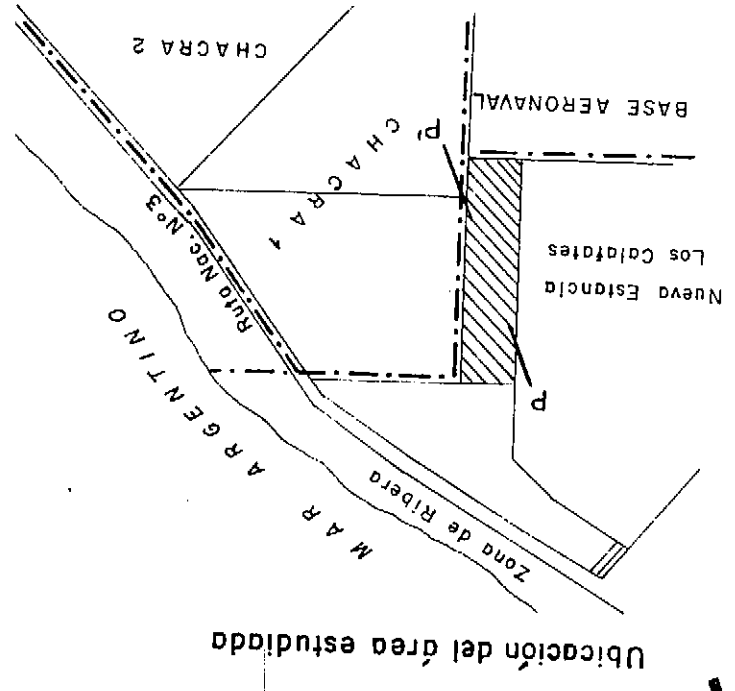 Ubicación del área estudiada
Zona de Ribera
MAR ARGENTINO
P
Nueva Estancia
Los Calafates
Ruta Nac. N°3
CHACRA 1
P'
BASE AERONAVAL
CHACRA 2